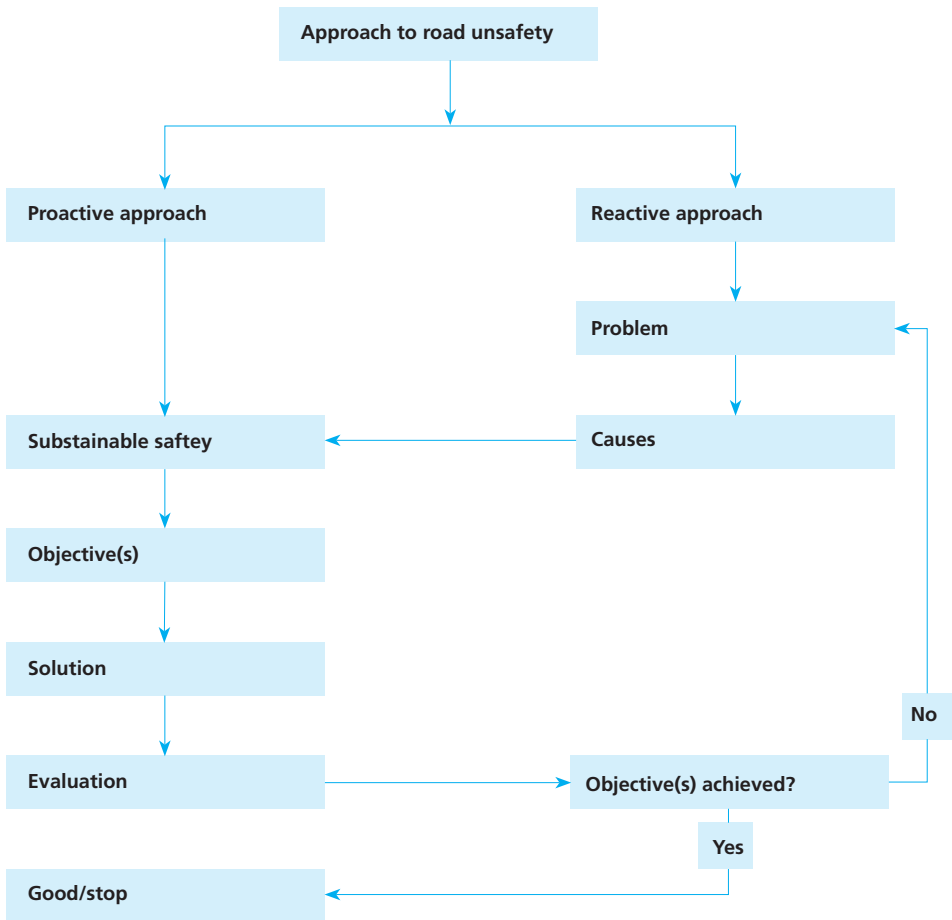 Approach to road unsafety
Proactive approach
Reactive approach
Problem
Substainable saftey
Causes
Objective(s)
Solution
No
Evaluation
Objective(s) achieved?
Yes
Good/stop